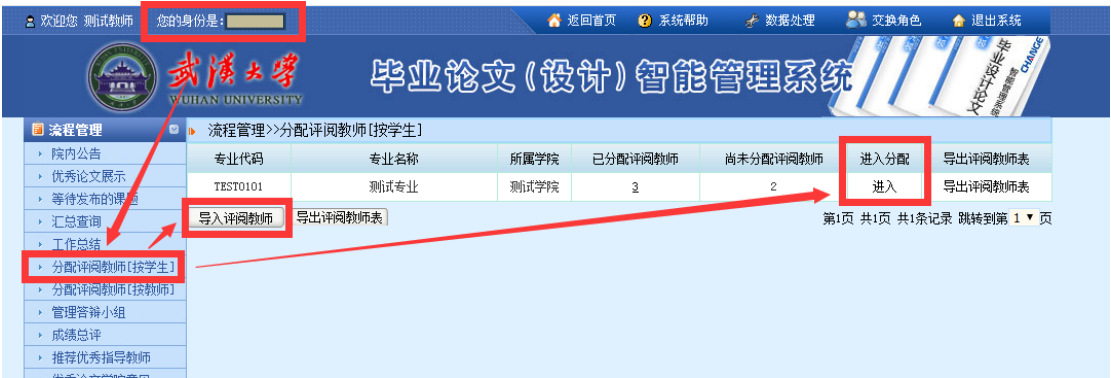 欢迎您 测试教师 您的身份是: 返回首页 系统帮助 数据处理 交换角色 退出系统
武汉大学
WUHAN UNIVERSITY
毕业论文(设计)智能管理系统
毕业设计论文
智能管理系统
CHANGE
流程管理
流程管理>>分配评阅教师[按学生]
院内公告
优秀论文展示
等待发布的课题
汇总查询
工作总结
分配评阅教师[按学生]
分配评阅教师[按教师]
管理答辩小组
成绩总评
推荐优秀指导教师
专业代码 专业名称 所属学院 已分配评阅教师 尚未分配评阅教师 进入分配 导出评阅教师表
TEST0101 测试专业 测试学院 3 2 进入 导出评阅教师表
导入评阅教师 导出评阅教师表
第1页 共1页 共1条记录 跳转到第 1 页